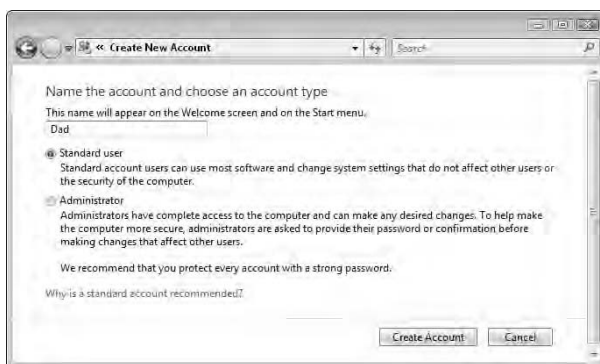 « Create New Account
Search
Name the account and choose an account type
This name will appear on the Welcome screen and on the Start menu.
Dad
Standard user
Standard account users can use most software and change system settings that do not affect other users or
the security of the computer.
Administrator
Administrators have complete access to the computer and can make any desired changes. To help make
the computer more secure, administrators are asked to provide their password or confirmation before
making changes that affect other users.
We recommend that you protect every account with a strong password.
Why is a standard account recommended?
Create Account
Cancel